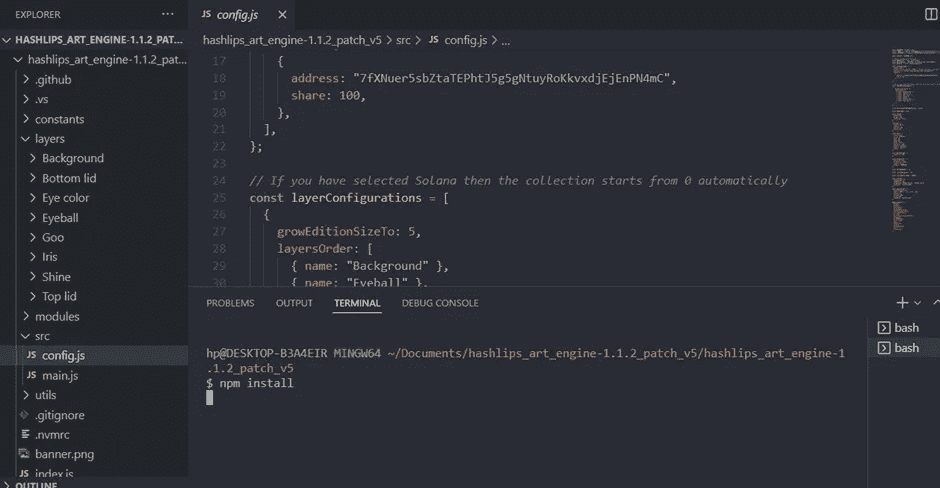 EXPLORER ...
HASHLIPS_ART_ENGINE-1.1.2_PAT...
hashlips_art_engine-1.1.2_pat...
.github
.vs
constants
layers
Background
Bottom lid
Eye color
Eyeball
Goo
Iris
Shine
Top lid
modules
src
JS config.js
JS main.js
utils
.gitignore
.nvmrc
banner.png
JS index.js
OUTLINE
JS config.js
hashlips_art_engine-1.1.2_patch_v5 > src > JS config.js > ...
17 {
18 address: "7fXNuer5sbZtaTEPhtJ5g5gNtuyRoKkvxdjEjEnPN4mC",
19 share: 100,
20 },
21 ],
22 };
23
24 // If you have selected Solana then the collection starts from 0 automatically
25 const layerConfigurations = [
26 {
27 growEditionSizeTo: 5,
28 layersOrder: [
29 { name: "Background" },
30 { name: "Eyeball" },
PROBLEMS OUTPUT TERMINAL DEBUG CONSOLE
hp@DESKTOP-B3A4EIR MINGW64 ~/Documents/hashlips_art_engine-1.1.2_patch_v5/hashlips_art_engine-1
.1.2_patch_v5
$ npm install
bash
bash